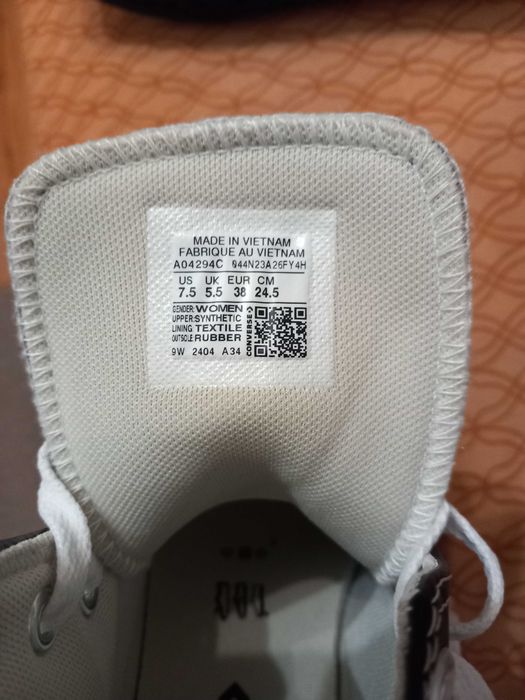 MADE IN VIETNAM
FABRIQUE AU VIETNAM
A04294C 044N23A26FY4H
US UK EUR CM
7.5 5.5 38 24.5
GENDER: WOMEN
UPPER: SYNTHETIC
LINING TEXTILE
OUTSOLE RUBBER
CONVERSE
9W 2404 A34